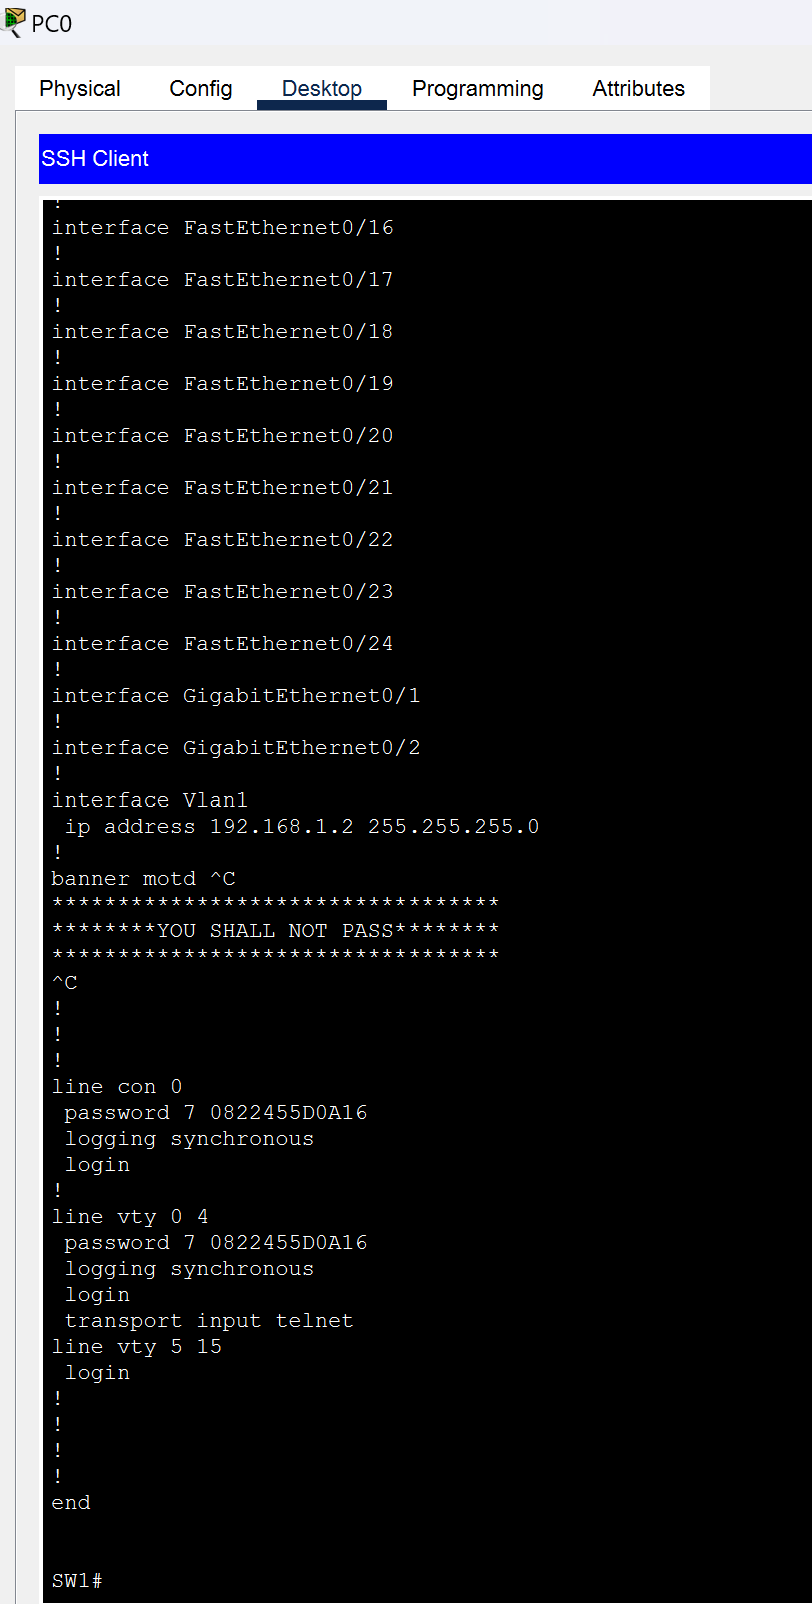 PC0
Physical Config Desktop Programming Attributes
SSH Client
!
interface FastEthernet0/16
!
interface FastEthernet0/17
!
interface FastEthernet0/18
!
interface FastEthernet0/19
!
interface FastEthernet0/20
!
interface FastEthernet0/21
!
interface FastEthernet0/22
!
interface FastEthernet0/23
!
interface FastEthernet0/24
!
interface GigabitEthernet0/1
!
interface GigabitEthernet0/2
!
interface Vlan1
 ip address 192.168.1.2 255.255.255.0
!
banner motd ^C
**********************************
********YOU SHALL NOT PASS********
**********************************
^C
!
!
!
line con 0
 password 7 0822455D0A16
 logging synchronous
 login
!
line vty 0 4
 password 7 0822455D0A16
 logging synchronous
 login
 transport input telnet
line vty 5 15
 login
!
!
!
!
end
SW1#